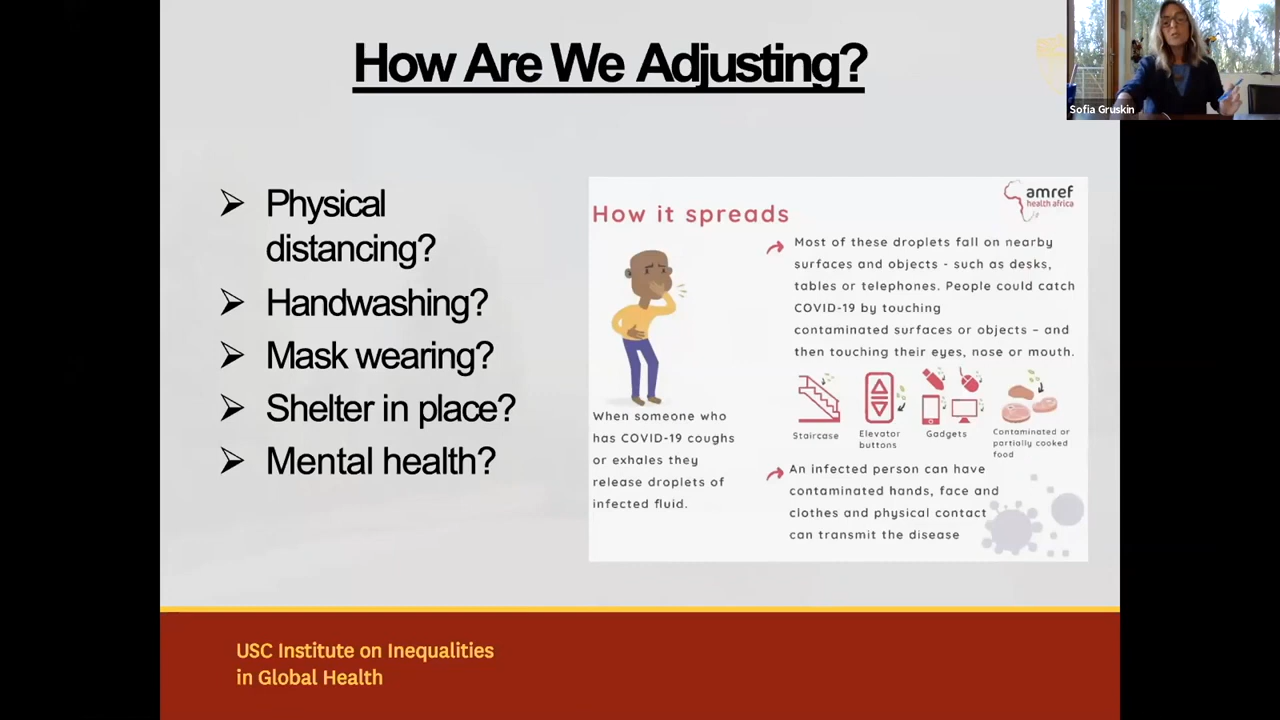 How Are We Adjusting?
Sofia Gruskin
Physical
distancing?
Handwashing?
Mask wearing?
Shelter in place?
Mental health?
amref
health africa
How it spreads
Most of these droplets fall on nearby
surfaces and objects - such as desks,
tables or telephones. People could catch
COVID-19 by touching
contaminated surfaces or objects – and
then touching their eyes, nose or mouth.
Staircase
Elevator
buttons
Gadgets
Contaminated or
partially cooked
food
When someone who
has COVID-19 coughs
or exhales they
release droplets of
infected fluid.
An infected person can have
contaminated hands, face and
clothes and physical contact
can transmit the disease
USC Institute on Inequalities
in Global Health